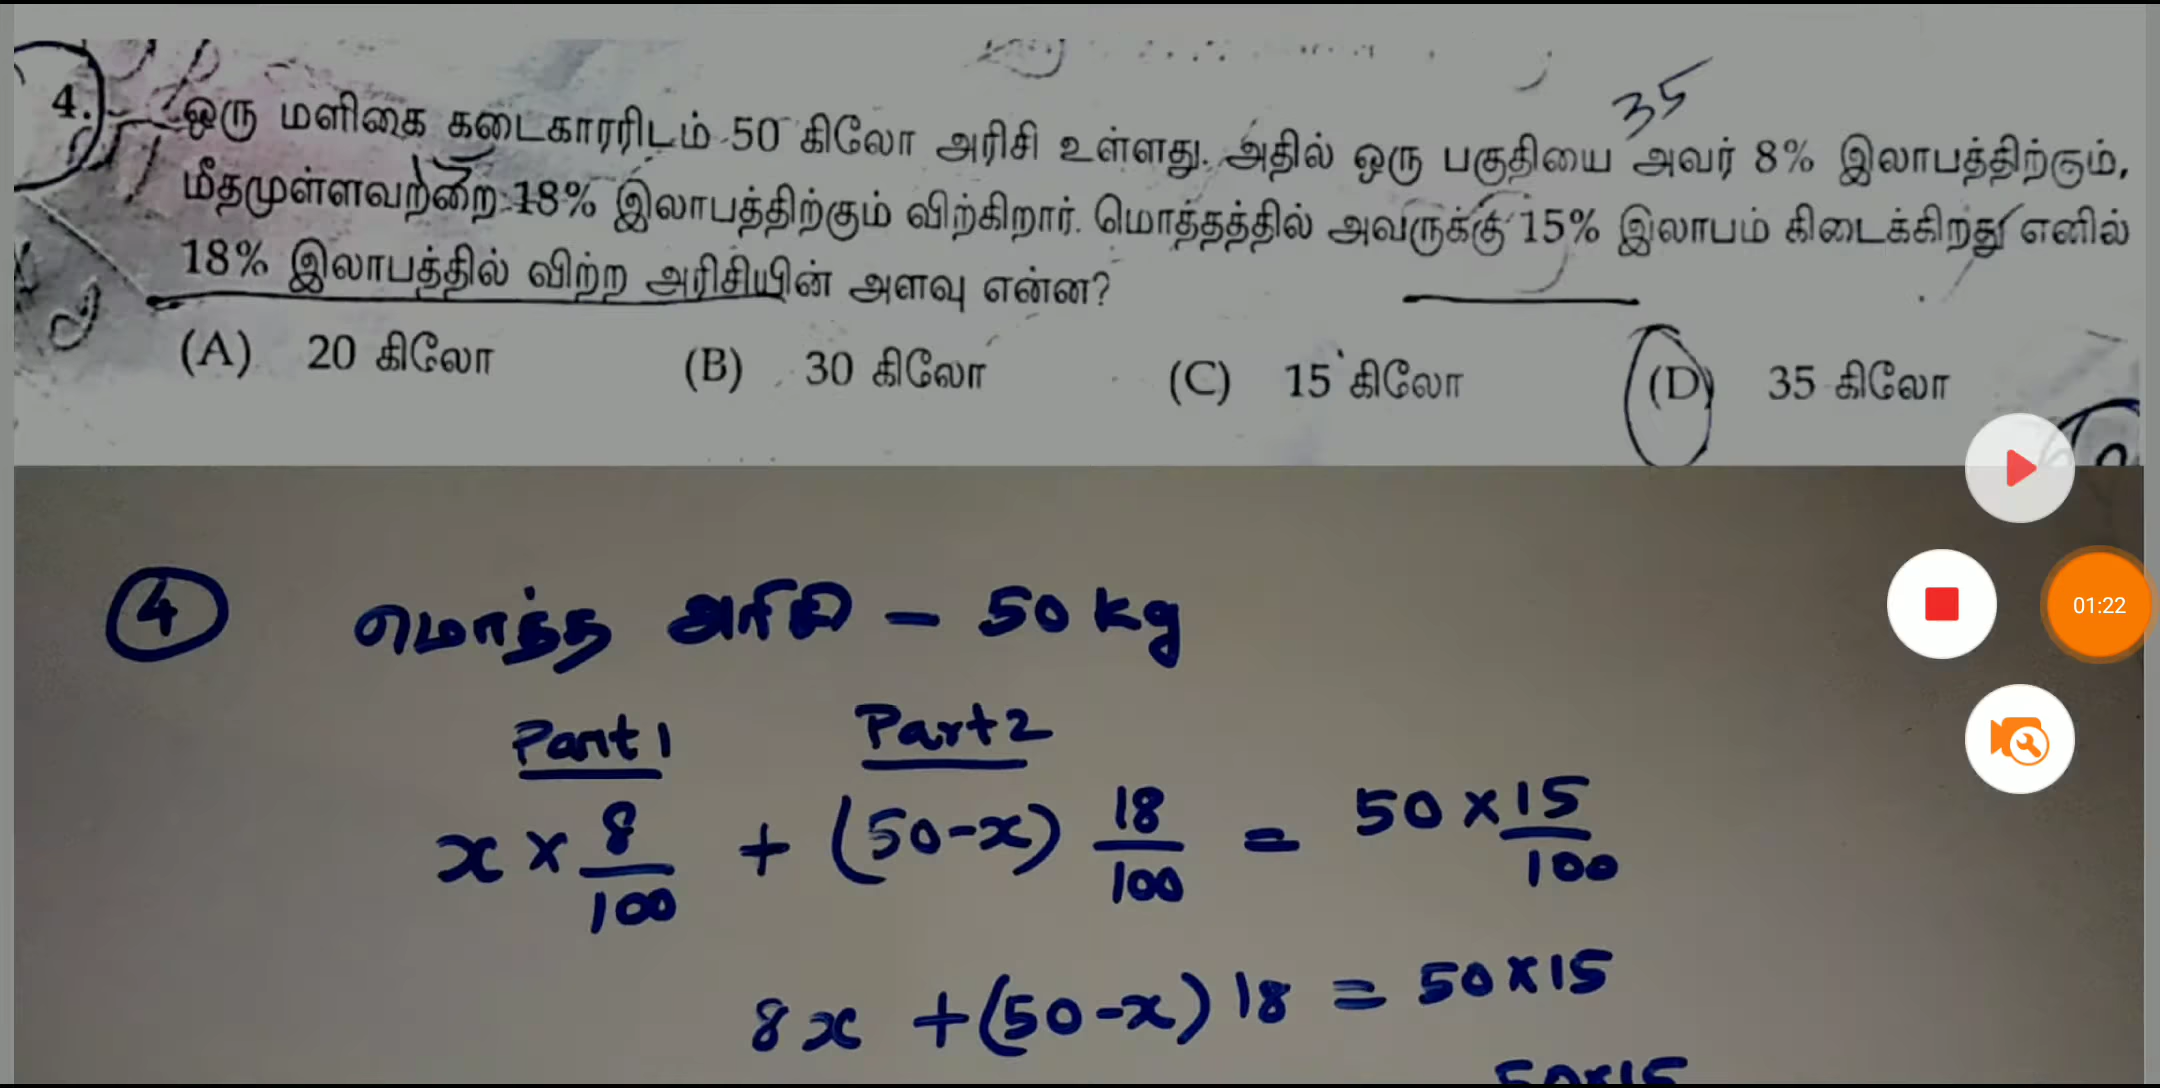 35
4. ஒரு மளிகை கடைகாரரிடம் 50 கிலோ அரிசி உள்ளது. அதில் ஒரு பகுதியை அவர் 8% இலாபத்திற்கும்,
மீதமுள்ளவற்றை 18% இலாபத்திற்கும் விற்கிறார். மொத்தத்தில் அவருக்கு 15% இலாபம் கிடைக்கிறது எனில்
18% இலாபத்தில் விற்ற அரிசியின் அளவு என்ன?
(A) 20 கிலோ (B) 30 கிலோ (C) 15 கிலோ (D) 35 கிலோ
4 மொத்த அரிசி - 50 kg
01:22
Part 1 Part 2
x × 8/100 + (50-x) 18/100 = 50 × 15/100
8x + (50-x) 18 = 50×15
50×15